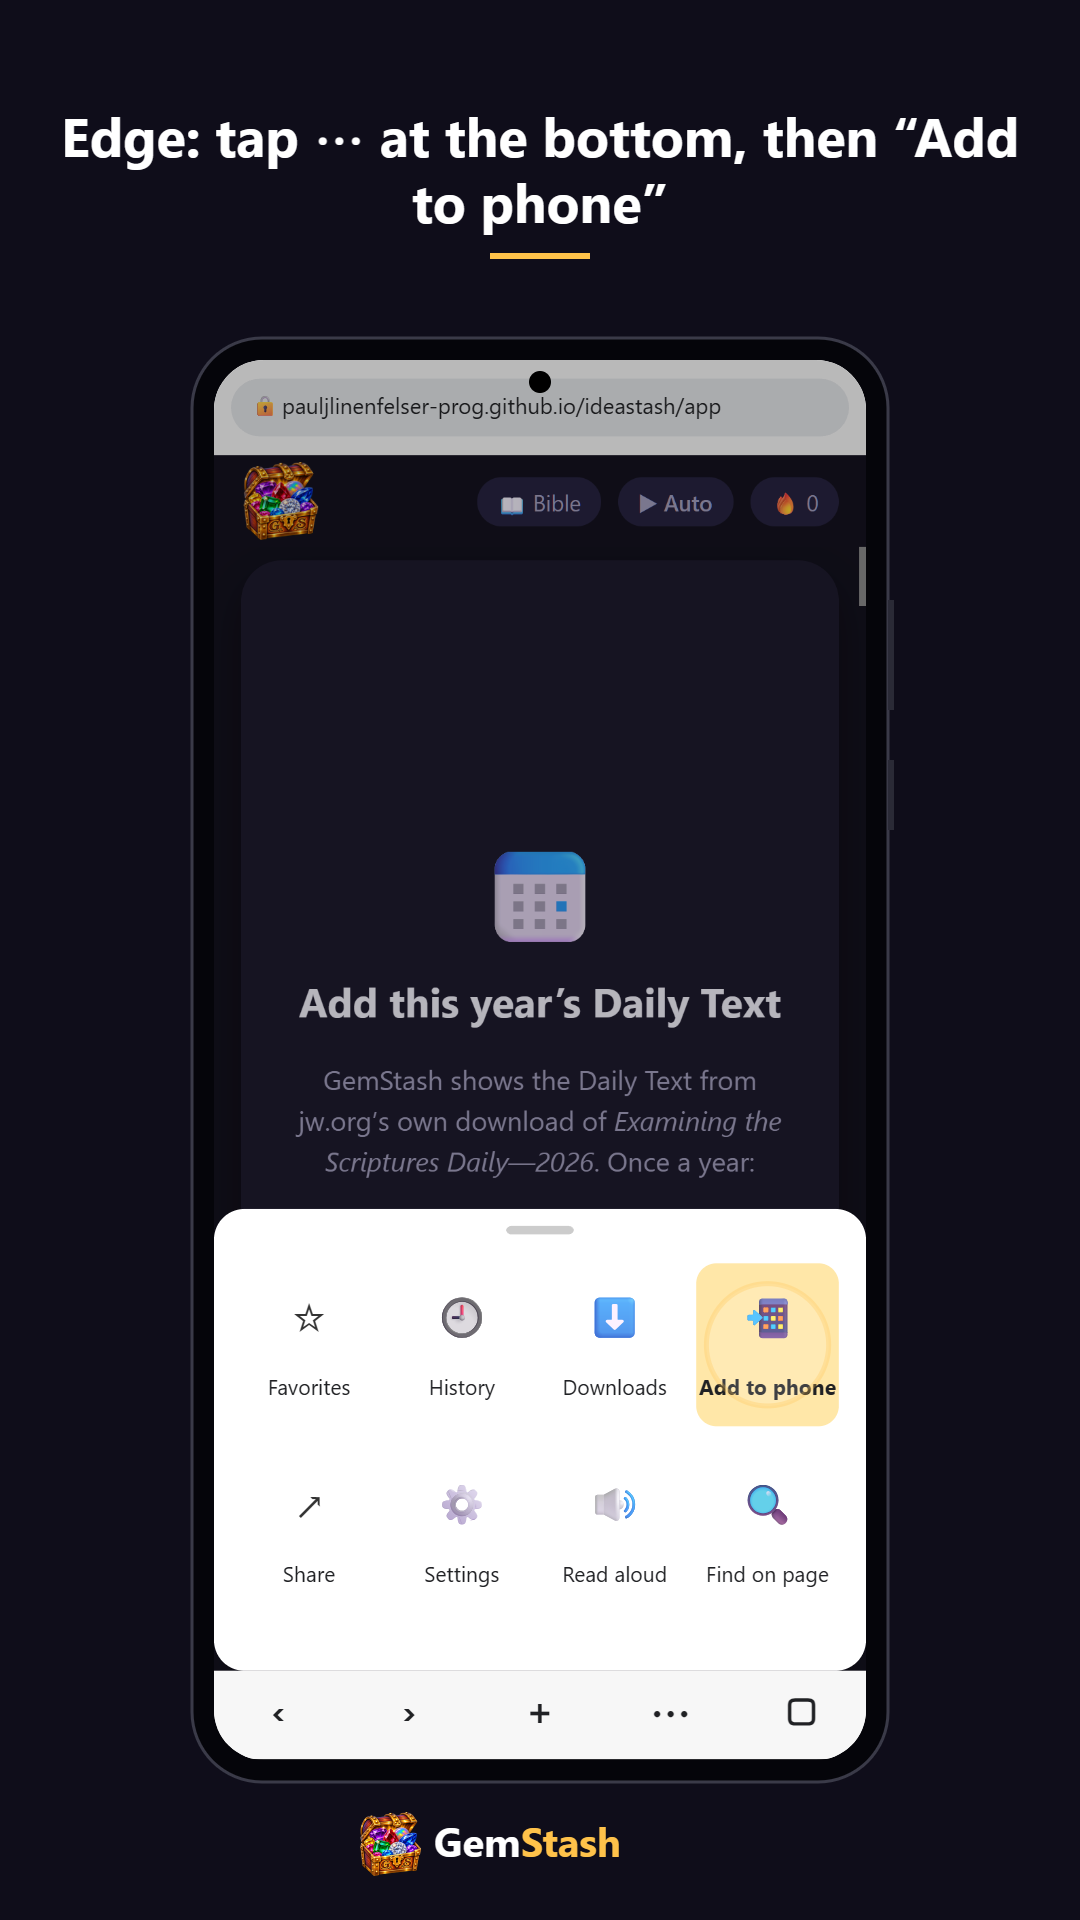 Edge: tap ··· at the bottom, then “Add
to phone”
pauljlinenfelser-prog.github.io/ideastash/app
GS
Bible
Auto
0
Add this year’s Daily Text
GemStash shows the Daily Text from
jw.org’s own download of Examining the
Scriptures Daily—2026. Once a year:
Favorites
History
Downloads
Add to phone
Share
Settings
Read aloud
Find on page
GS
GemStash